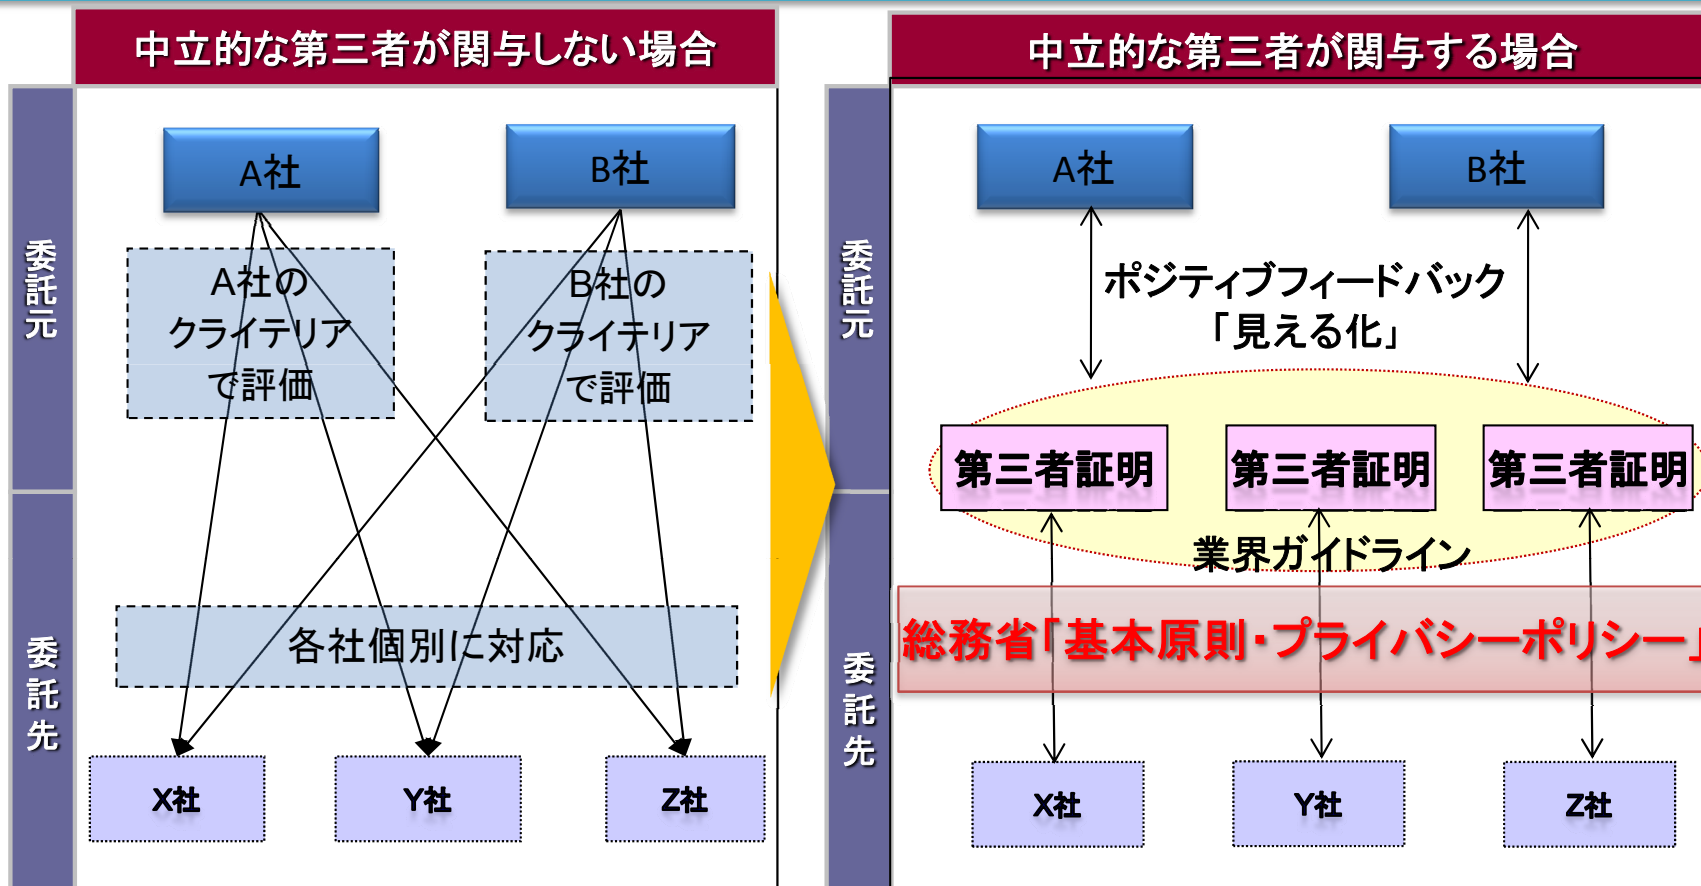 中立的な第三者が関与しない場合
委託元
A社
B社
A社の
クライテリア
で評価
B社の
クライテリア
で評価
委託先
各社個別に対応
X社
Y社
Z社
中立的な第三者が関与する場合
委託元
A社
B社
ポジティブフィードバック
「見える化」
第三者証明
第三者証明
第三者証明
業界ガイドライン
総務省「基本原則・プライバシーポリシー」
委託先
X社
Y社
Z社